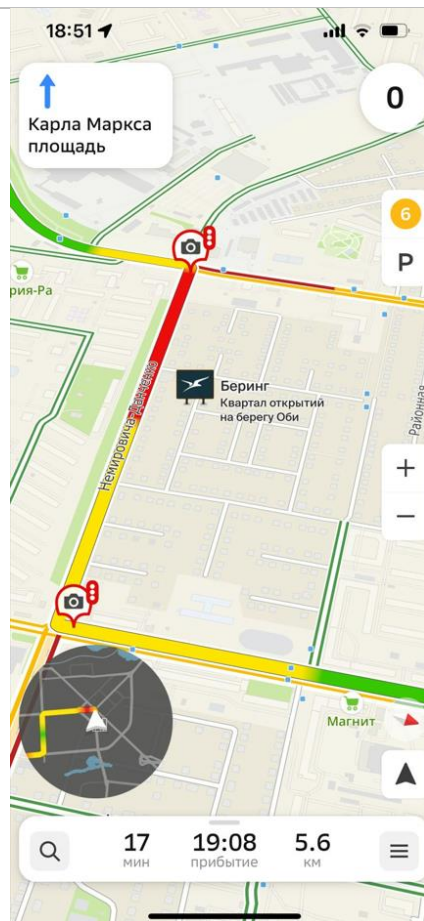 18:51
Карла Маркса
площадь
0
6
P
рия-Ра
Немировича-Данченко
Беринг
Квартал открытий
на берегу Оби
Районная
+
−
Магнит
17
мин
19:08
прибытие
5.6
км